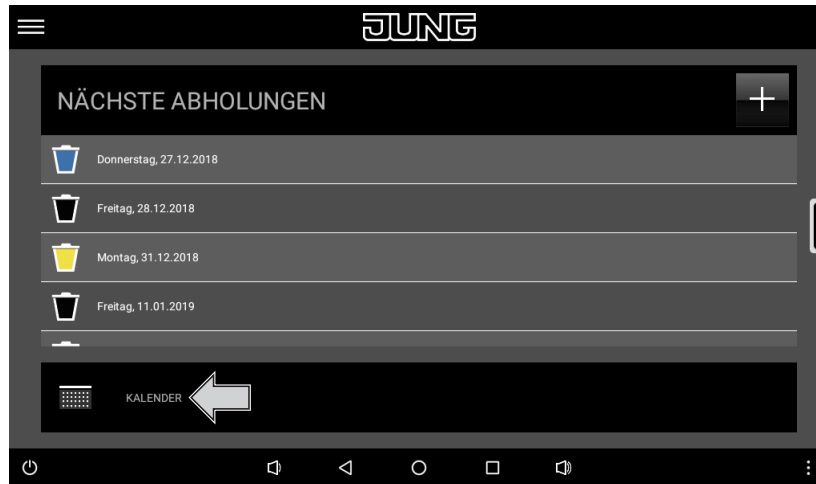 JUNG
NÄCHSTE ABHOLUNGEN
Donnerstag, 27.12.2018
Freitag, 28.12.2018
Montag, 31.12.2018
Freitag, 11.01.2019
KALENDER